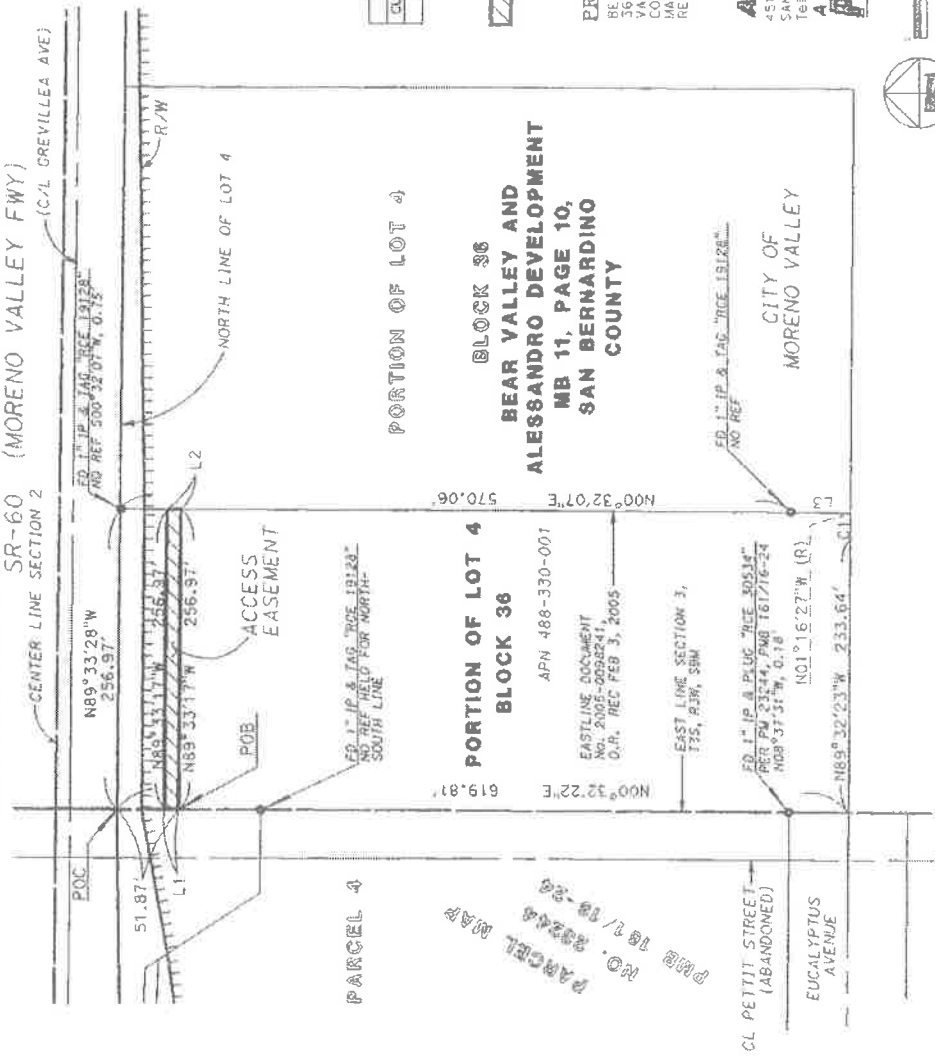 SR-60 (MORENO VALLEY FWY)
CENTER LINE SECTION 2
(C/L GREVILLEA AVE)
FD 1" IP & TAG "RCE 19128"
NO REF S00°32'07"W, 0.75'
N89°33'28"W
256.97'
R/W
NORTH LINE OF LOT 4
POC
51.87'
L1
N89°33'17"W 256.97'
N89°33'17"W 256.97'
L2
POB
ACCESS
EASEMENT
FD 1" IP & TAG "RCE 19128"
NO REF HELD FOR NORTH-
SOUTH LINE
PARCEL 4
PARCEL MAP
NO. 23244
PMB 161/16-24
PORTION OF LOT 4
BLOCK 36
APN 488-330-001
619.81'
N00°32'22"E
570.06'
N00°32'07"E
EASTLINE DOCUMENT
No. 2005-0098241,
O.R. REC FEB 3, 2005
EAST LINE SECTION 3,
T3S, R3W, SBM
FD 1" IP & PLUG "RCE 30534"
PER PM 23244, PMB 161/16-24
N08°37'31"W, 0.18'
N01°16'27"W (R)
N89°32'23"W 233.64'
C1
L3
PORTION OF LOT 4
BLOCK 36
BEAR VALLEY AND
ALESSANDRO DEVELOPMENT
MB 11, PAGE 10,
SAN BERNARDINO
COUNTY
FD 1" IP & TAG "RCE 19128"
NO REF
CITY OF
MORENO VALLEY
CL PETTIT STREET
(ABANDONED)
EUCALYPTUS
AVENUE